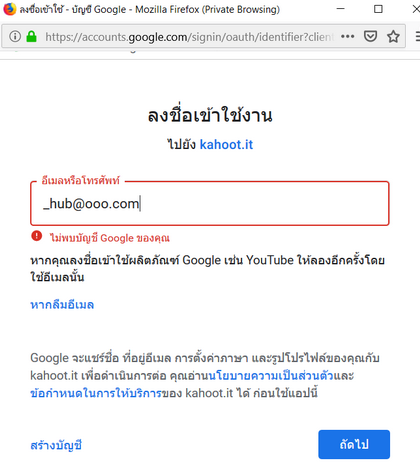 ลงชื่อเข้าใช้ - บัญชี Google - Mozilla Firefox (Private Browsing)
https://accounts.google.com/signin/oauth/identifier?clien
ลงชื่อเข้าใช้งาน
ไปยัง kahoot.it
อีเมลหรือโทรศัพท์
_hub@ooo.com
ไม่พบบัญชี Google ของคุณ
หากคุณลงชื่อเข้าใช้ผลิตภัณฑ์ Google เช่น YouTube ให้ลองอีกครั้งโดย
ใช้อีเมลนั้น
หากลืมอีเมล
Google จะแชร์ชื่อ ที่อยู่อีเมล การตั้งค่าภาษา และรูปโปรไฟล์ของคุณกับ
kahoot.it เพื่อดำเนินการต่อ คุณอ่านนโยบายความเป็นส่วนตัวและ
ข้อกำหนดในการให้บริการของ kahoot.it ได้ ก่อนใช้แอปนี้
สร้างบัญชี
ถัดไป